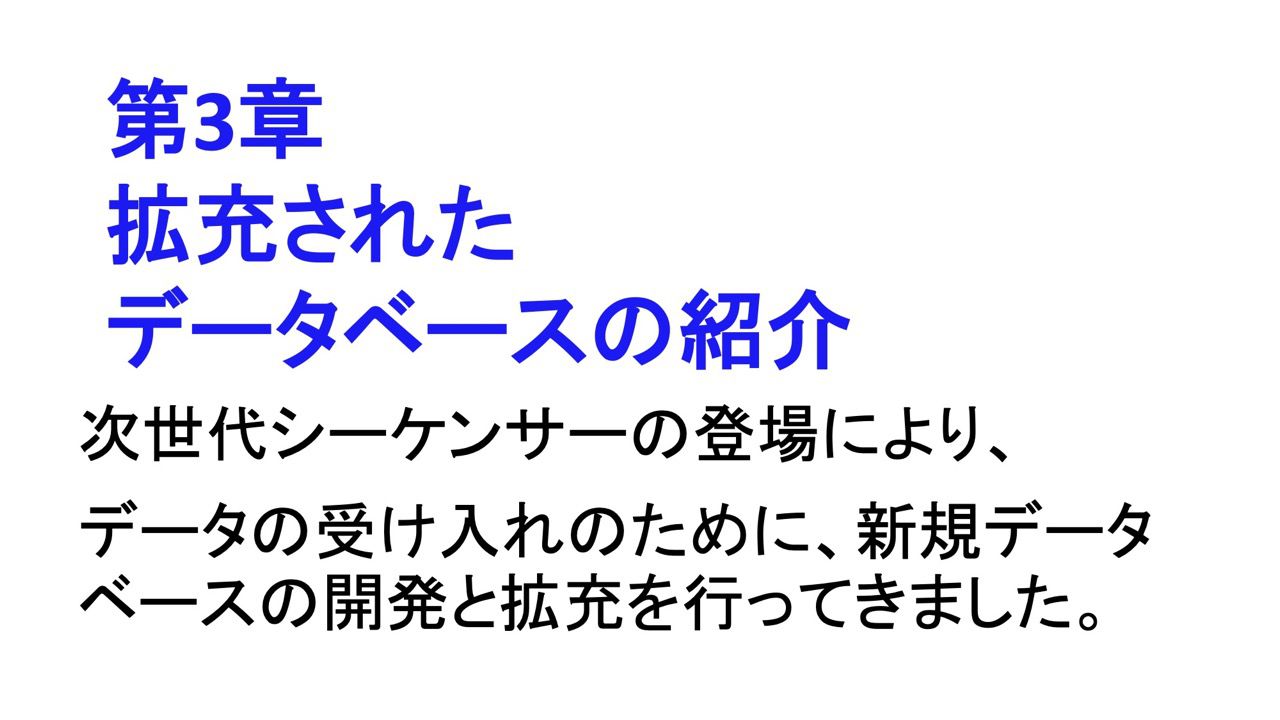 第3章
拡充された
データベースの紹介
次世代シーケンサーの登場により、
データの受け入れのために、新規データ
ベースの開発と拡充を行ってきました。